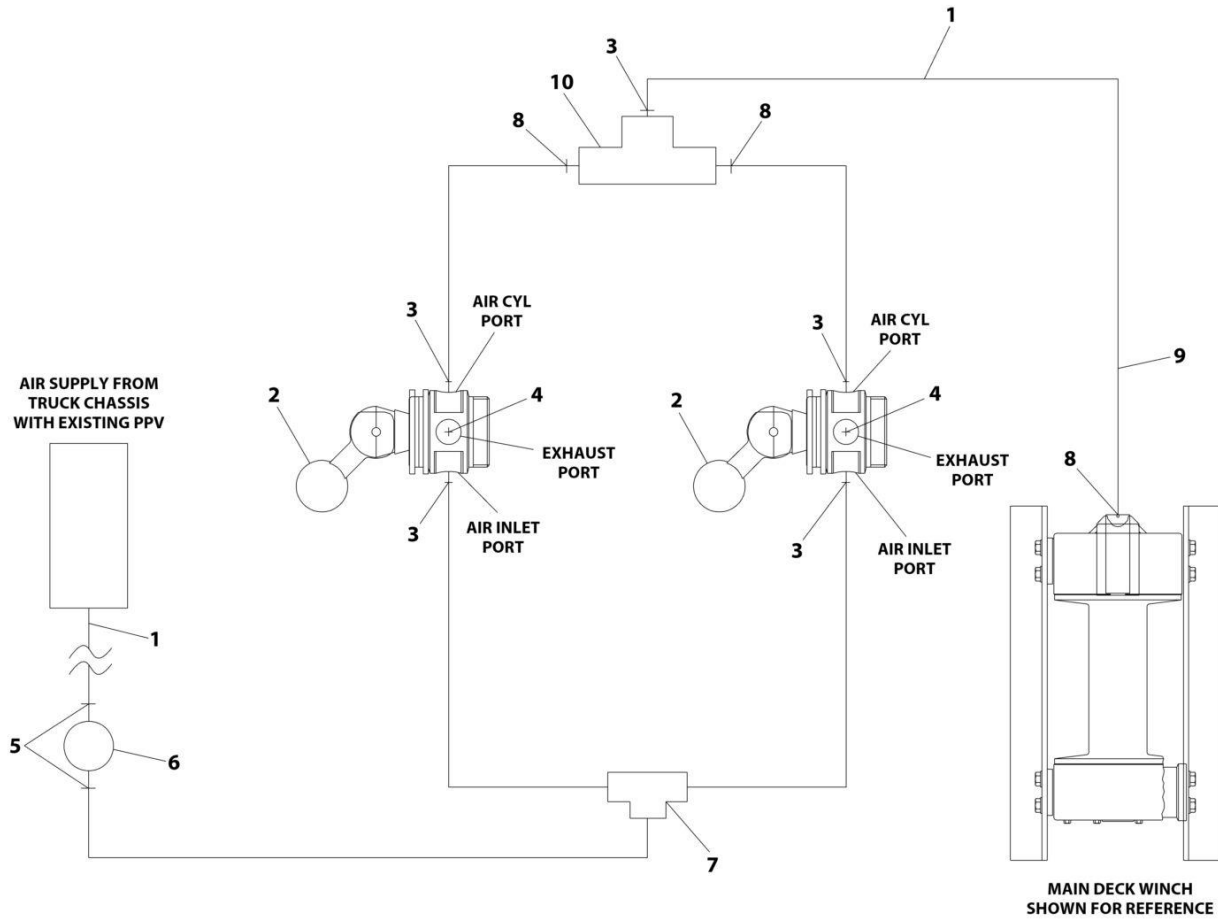 1
3
10
8
8
AIR CYL
PORT
3
AIR CYL
PORT
3
9
AIR SUPPLY FROM
TRUCK CHASSIS
WITH EXISTING PPV
2
4
2
4
EXHAUST
PORT
EXHAUST
PORT
8
3
AIR INLET
PORT
3
AIR INLET
PORT
1
5
6
7
MAIN DECK WINCH
SHOWN FOR REFERENCE